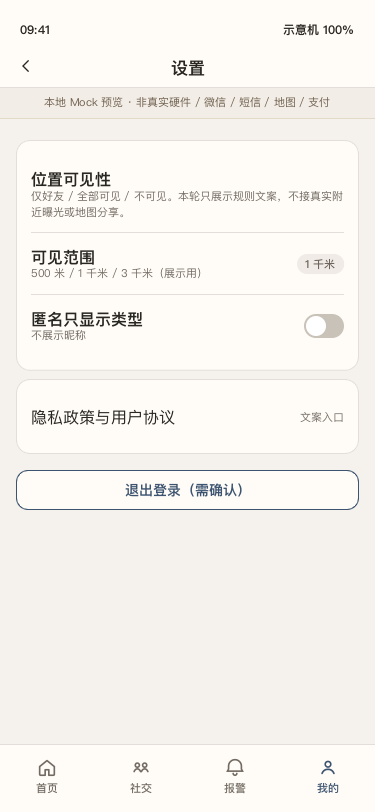 09:41
示意机 100%
设置
本地 Mock 预览 · 非真实硬件 / 微信 / 短信 / 地图 / 支付
位置可见性
仅好友 / 全部可见 / 不可见。本轮只展示规则文案，不接真实附
近曝光或地图分享。
可见范围
500 米 / 1 千米 / 3 千米（展示用）
1 千米
匿名只显示类型
不展示昵称
隐私政策与用户协议
文案入口
退出登录（需确认）
首页
社交
报警
我的